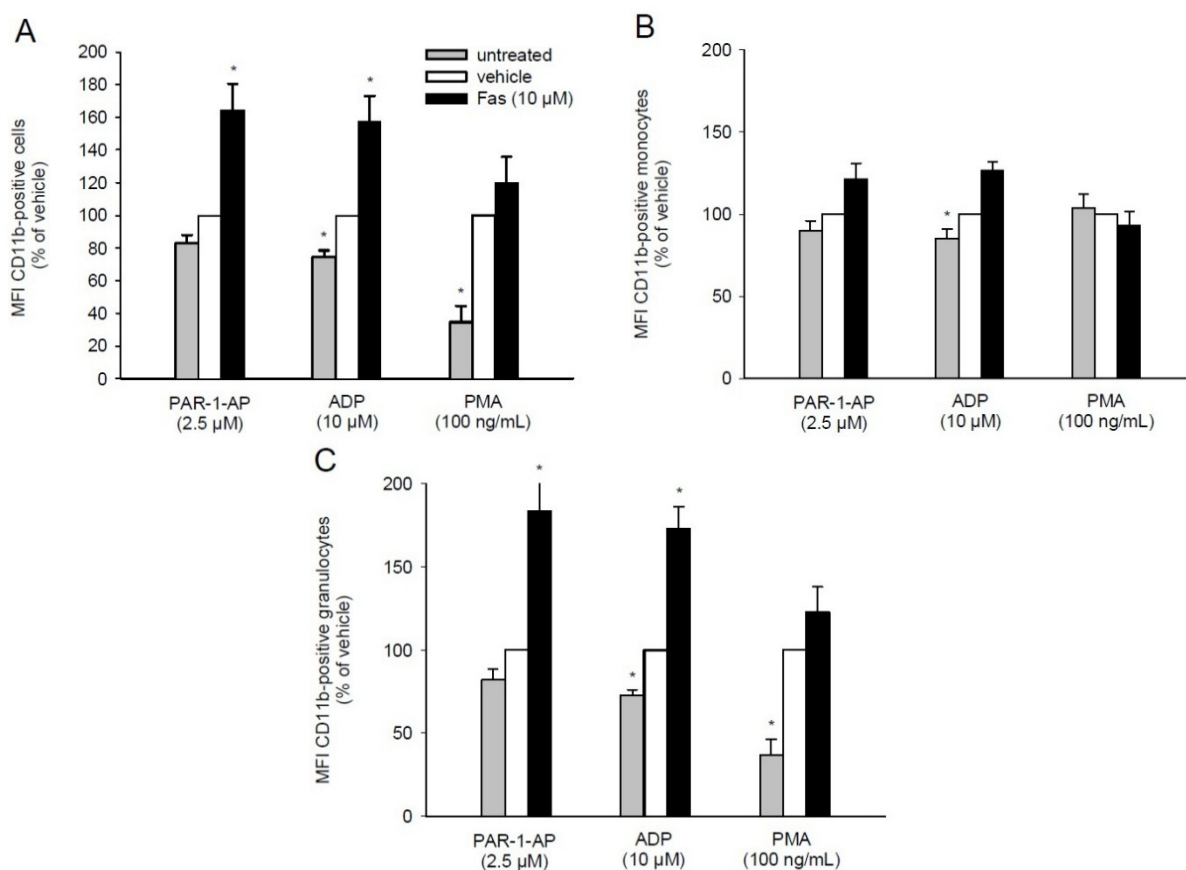 A
MFI CD11b-positive cells
(% of vehicle)
200
180
160
140
120
100
80
60
40
20
0
*
*
*
*
untreated
vehicle
Fas (10 µM)
PAR-1-AP
(2.5 µM)
ADP
(10 µM)
PMA
(100 ng/mL)
B
MFI CD11b-positive monocytes
(% of vehicle)
200
150
100
50
0
*
PAR-1-AP
(2.5 µM)
ADP
(10 µM)
PMA
(100 ng/mL)
C
MFI CD11b-positive granulocytes
(% of vehicle)
200
150
100
50
0
*
*
*
*
PAR-1-AP
(2.5 µM)
ADP
(10 µM)
PMA
(100 ng/mL)